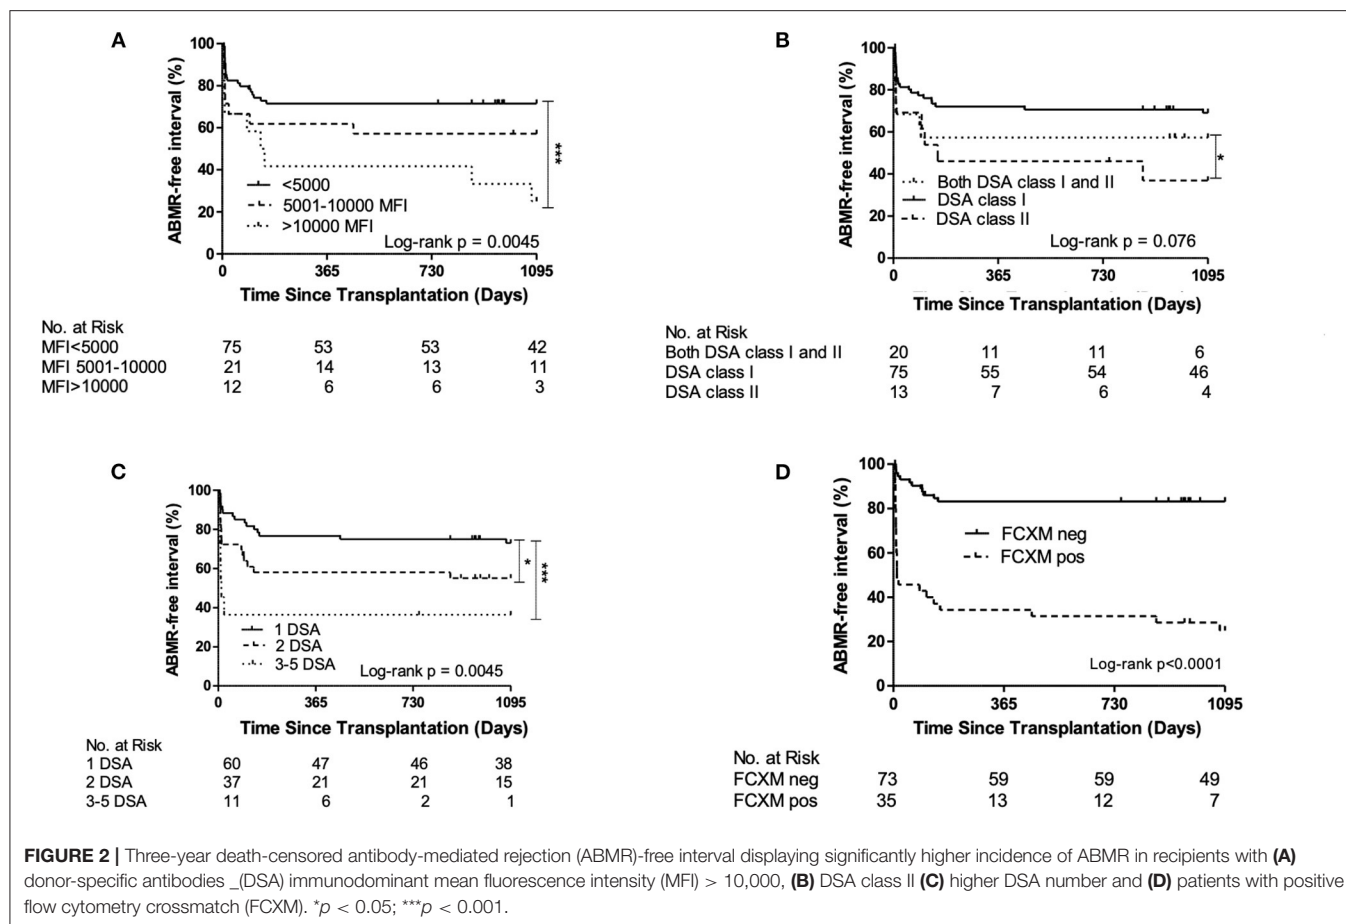 A
100
80
60
40
20
0
ABMR-free interval (%)
<5000
5001-10000 MFI
>10000 MFI
Log-rank p = 0.0045
***
0 365 730 1095
Time Since Transplantation (Days)
No. at Risk
MFI<5000 75 53 53 42
MFI 5001-10000 21 14 13 11
MFI>10000 12 6 6 3
B
100
80
60
40
20
0
ABMR-free interval (%)
Both DSA class I and II
DSA class I
DSA class II
Log-rank p = 0.076
*
0 365 730 1095
Time Since Transplantation (Days)
No. at Risk
Both DSA class I and II 20 11 11 6
DSA class I 75 55 54 46
DSA class II 13 7 6 4
C
100
80
60
40
20
0
ABMR-free interval (%)
1 DSA
2 DSA
3-5 DSA
Log-rank p = 0.0045
*
***
0 365 730 1095
Time Since Transplantation (Days)
No. at Risk
1 DSA 60 47 46 38
2 DSA 37 21 21 15
3-5 DSA 11 6 2 1
D
100
80
60
40
20
0
ABMR-free interval (%)
FCXM neg
FCXM pos
Log-rank p<0.0001
0 365 730 1095
Time Since Transplantation (Days)
No. at Risk
FCXM neg 73 59 59 49
FCXM pos 35 13 12 7
FIGURE 2 | Three-year death-censored antibody-mediated rejection (ABMR)-free interval displaying significantly higher incidence of ABMR in recipients with (A)
donor-specific antibodies _(DSA) immunodominant mean fluorescence intensity (MFI) > 10,000, (B) DSA class II (C) higher DSA number and (D) patients with positive
flow cytometry crossmatch (FCXM). *p < 0.05; ***p < 0.001.